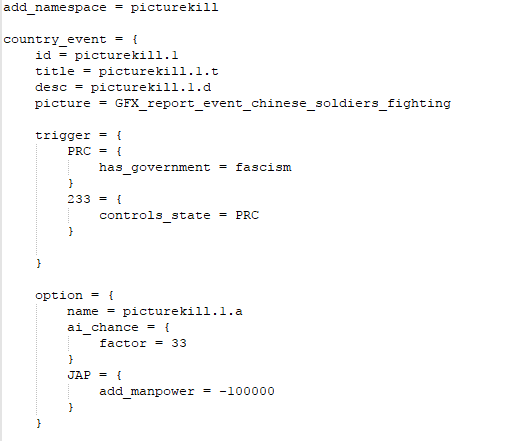 add_namespace = picturekill
country_event = {
id = picturekill.1
title = picturekill.1.t
desc = picturekill.1.d
picture = GFX_report_event_chinese_soldiers_fighting
trigger = {
PRC = {
has_government = fascism
}
233 = {
controls_state = PRC
}
}
option = {
name = picturekill.1.a
ai_chance = {
factor = 33
}
JAP = {
add_manpower = -100000
}
}